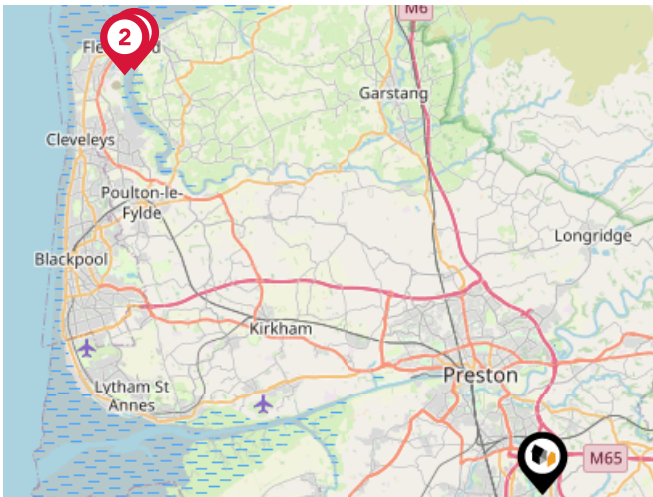 M6
2
Garstang
Cleveleys
Poulton-le-
Fylde
Longridge
Blackpool
Kirkham
Preston
Lytham St
Annes
M65